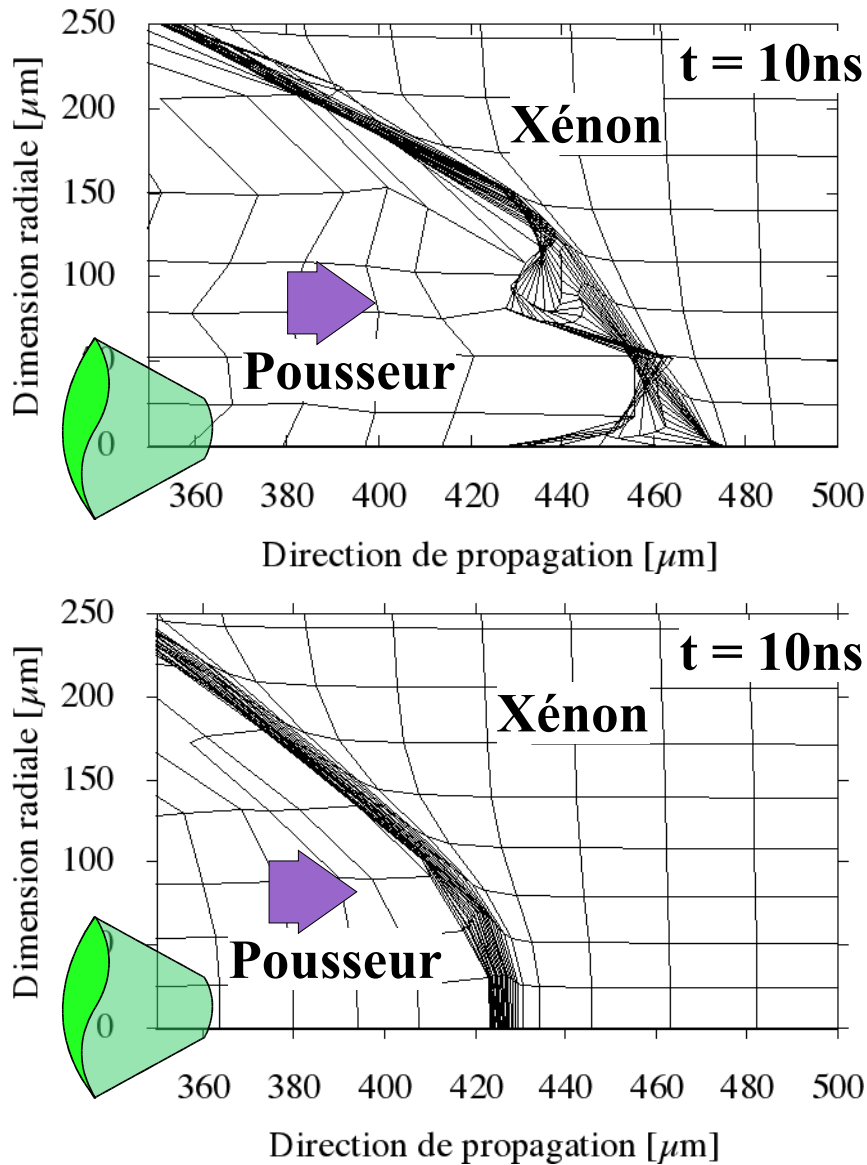 250
t = 10ns
200
Xénon
150
100
Pousseur
0
Dimension radiale [μm]
360 380 400 420 440 460 480 500
Direction de propagation [μm]
250
t = 10ns
200
Xénon
150
100
Pousseur
0
Dimension radiale [μm]
360 380 400 420 430 460 480 500
Direction de propagation [μm]